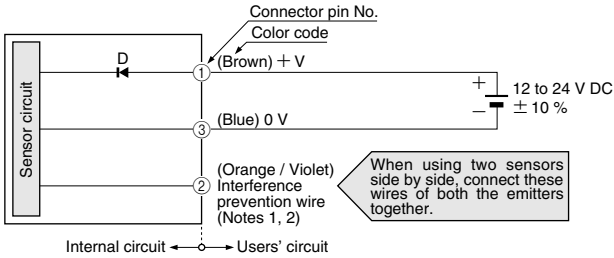 Connector pin No.
Color code
D
1
(Brown) + V
+
12 to 24 V DC
− ± 10 %
Sensor circuit
3
(Blue) 0 V
2
(Orange / Violet)
Interference
prevention wire
(Notes 1, 2)
When using two sensors
side by side, connect these
wires of both the emitters
together.
Internal circuit
Users' circuit